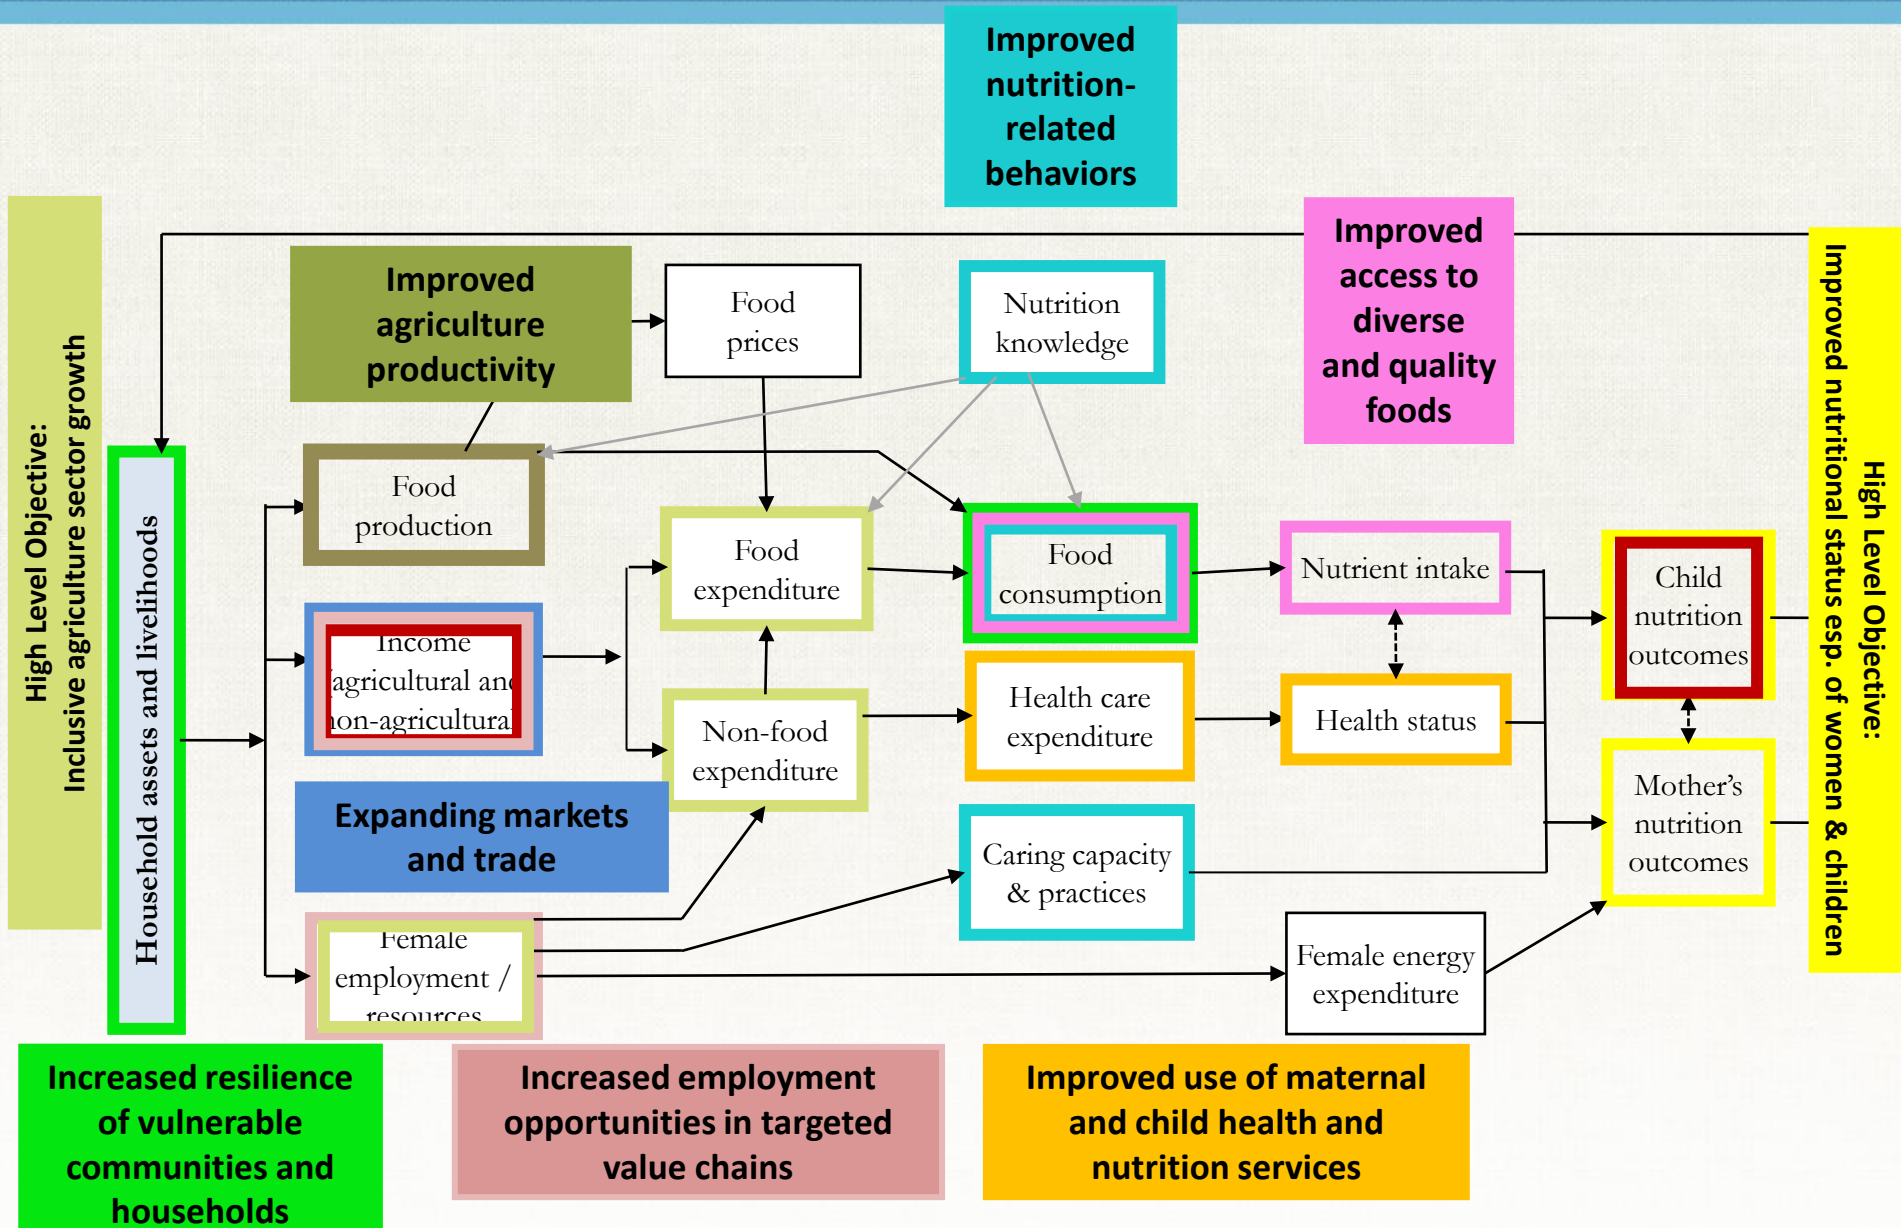 Improved
nutrition-
related
behaviors
High Level Objective:
Inclusive agriculture sector growth
Improved
agriculture
productivity
Food
prices
Nutrition
knowledge
Improved
access to
diverse
and quality
foods
High Level Objective:
Improved nutritional status esp. of women & children
Household assets and livelihoods
Food
production
Food
expenditure
Food
consumption
Nutrient intake
Child
nutrition
outcomes
Income
agricultural and
non-agricultural
Non-food
expenditure
Health care
expenditure
Health status
Mother’s
nutrition
outcomes
Expanding markets
and trade
Caring capacity
& practices
Female
employment /
resources
Female energy
expenditure
Increased resilience
of vulnerable
communities and
households
Increased employment
opportunities in targeted
value chains
Improved use of maternal
and child health and
nutrition services